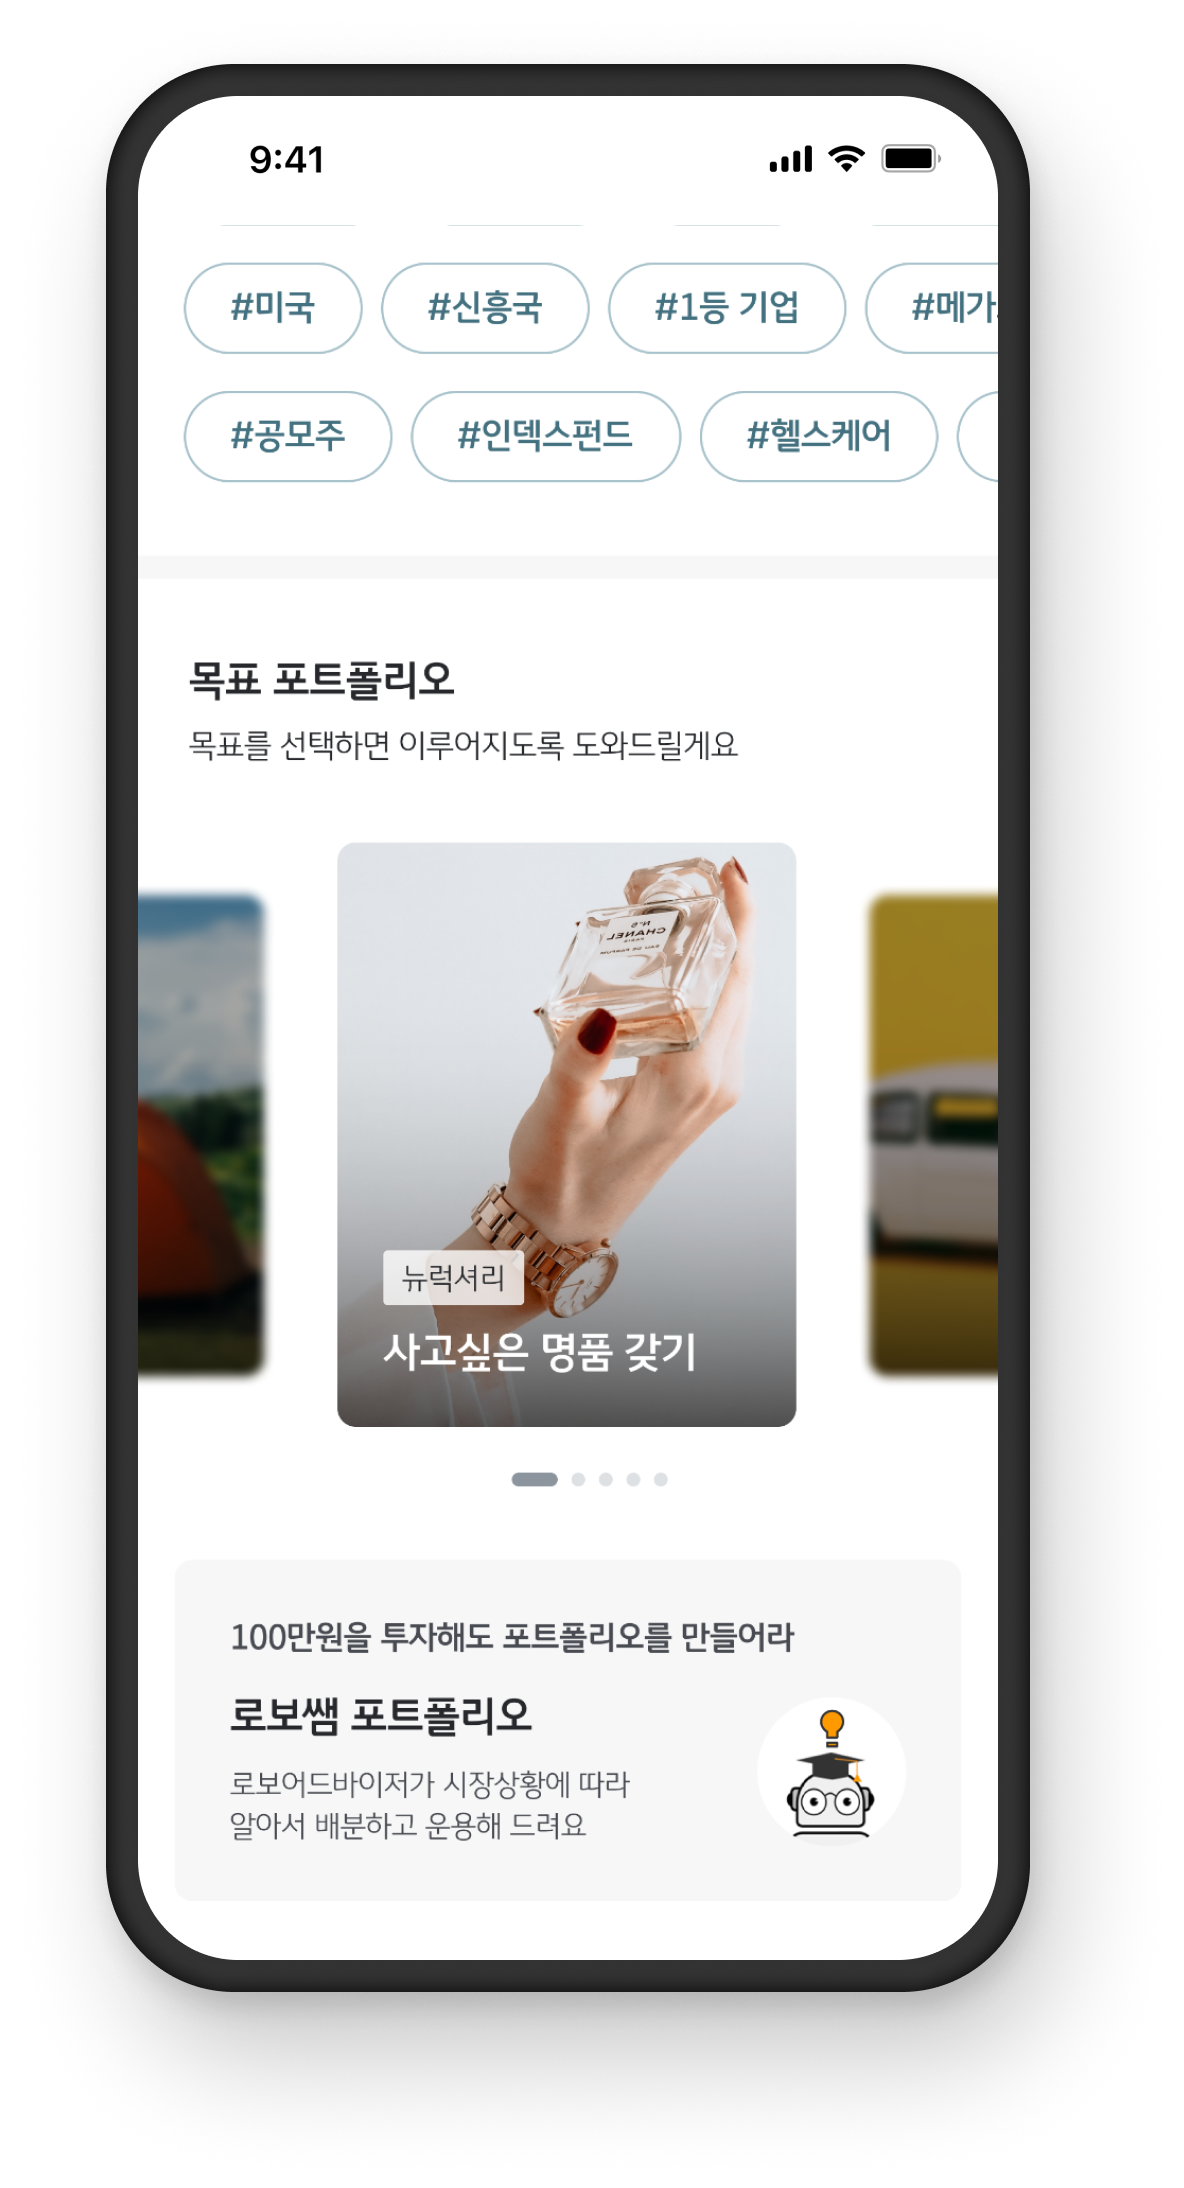 9:41
#미국 #신흥국 #1등 기업 #메가
#공모주 #인덱스펀드 #헬스케어
목표 포트폴리오
목표를 선택하면 이루어지도록 도와드릴게요
N°5
CHANEL
PARIS
EAU DE PARFUM
뉴럭셔리
사고싶은 명품 갖기
100만원을 투자해도 포트폴리오를 만들어라
로보쌤 포트폴리오
로보어드바이저가 시장상황에 따라
알아서 배분하고 운용해 드려요